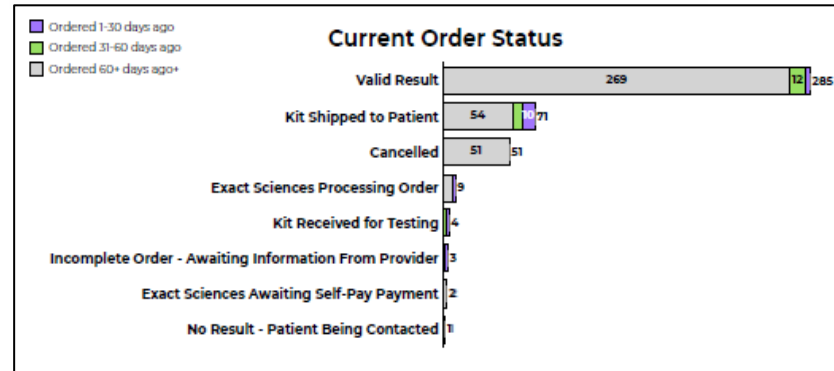 Ordered 1-30 days ago
Ordered 31-60 days ago
Ordered 60+ days ago+
Current Order Status
Valid Result 269 12 285
Kit Shipped to Patient 54 10 71
Cancelled 51 51
Exact Sciences Processing Order 9
Kit Received for Testing 4
Incomplete Order - Awaiting Information From Provider 3
Exact Sciences Awaiting Self-Pay Payment 2
No Result - Patient Being Contacted 1